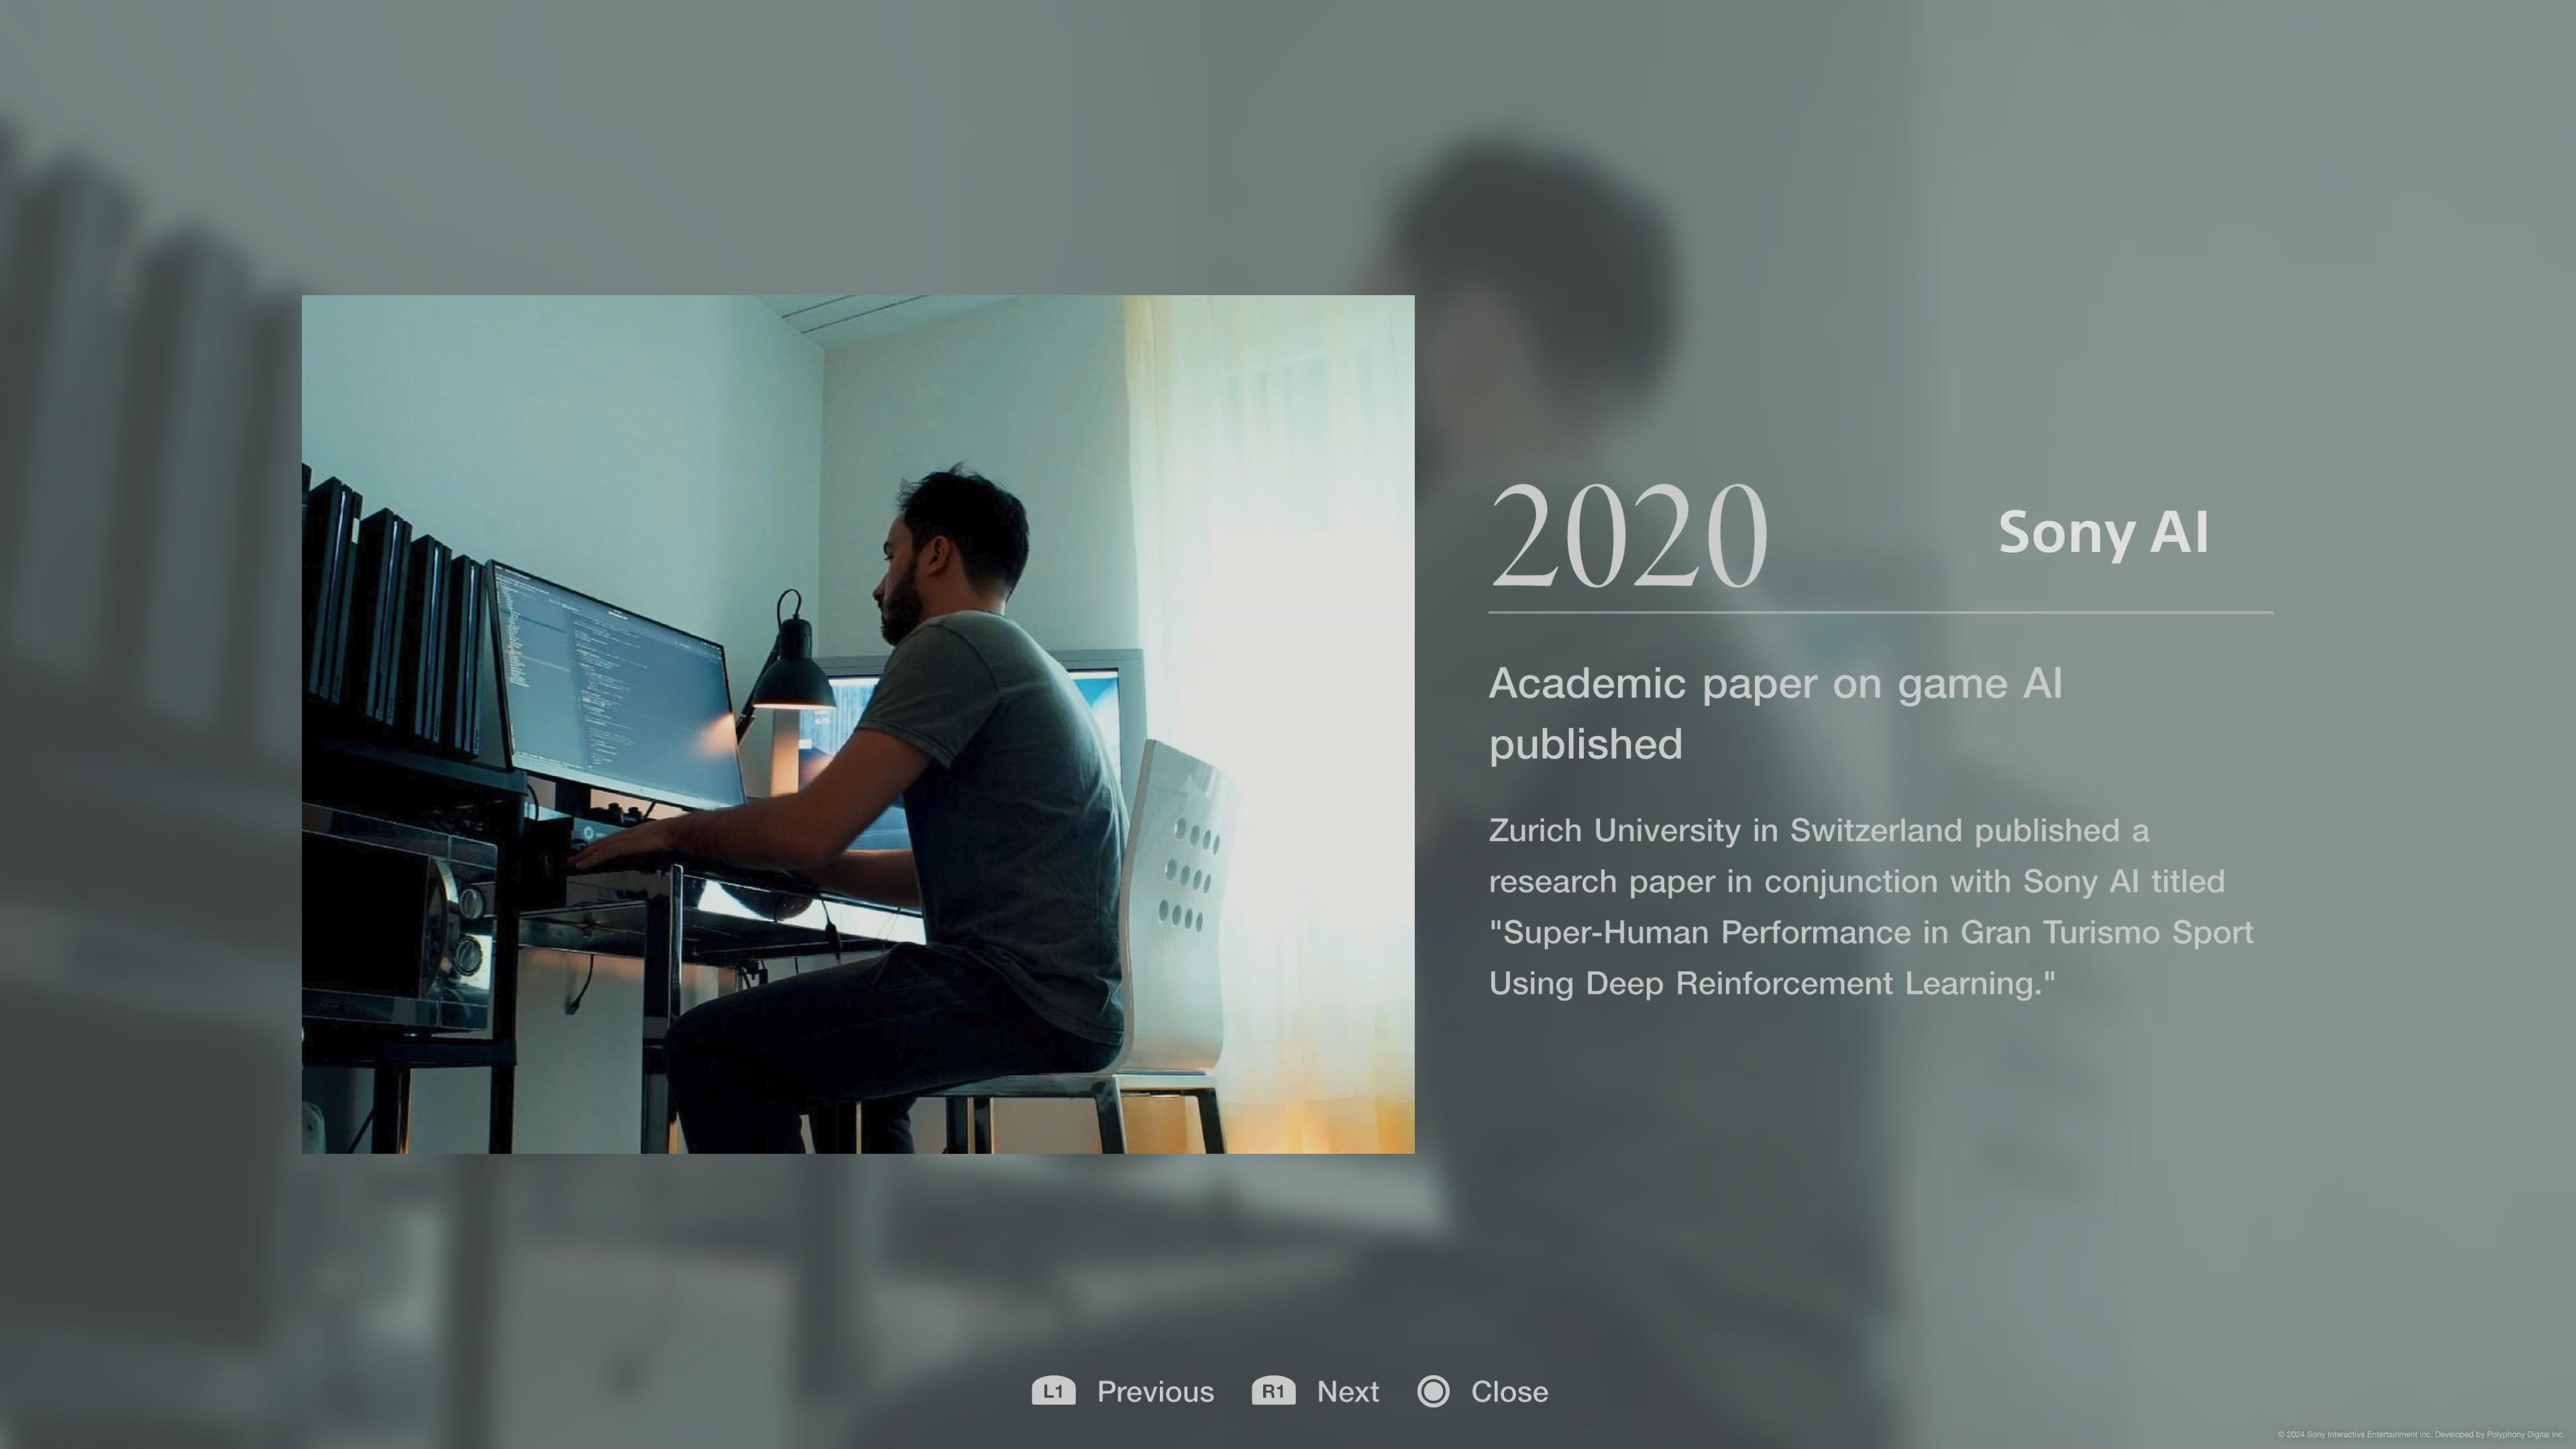 2020
Sony AI
Academic paper on game AI
published
Zurich University in Switzerland published a
research paper in conjunction with Sony AI titled
"Super-Human Performance in Gran Turismo Sport
Using Deep Reinforcement Learning."
L1 Previous R1 Next Close
© 2024 Sony Interactive Entertainment Inc. Developed by Polyphony Digital Inc.